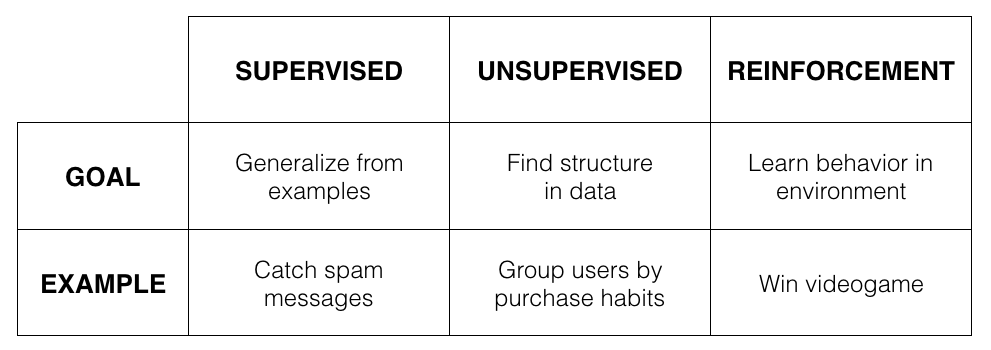 SUPERVISED UNSUPERVISED REINFORCEMENT
GOAL
Generalize from
examples
Find structure
in data
Learn behavior in
environment
EXAMPLE
Catch spam
messages
Group users by
purchase habits
Win videogame